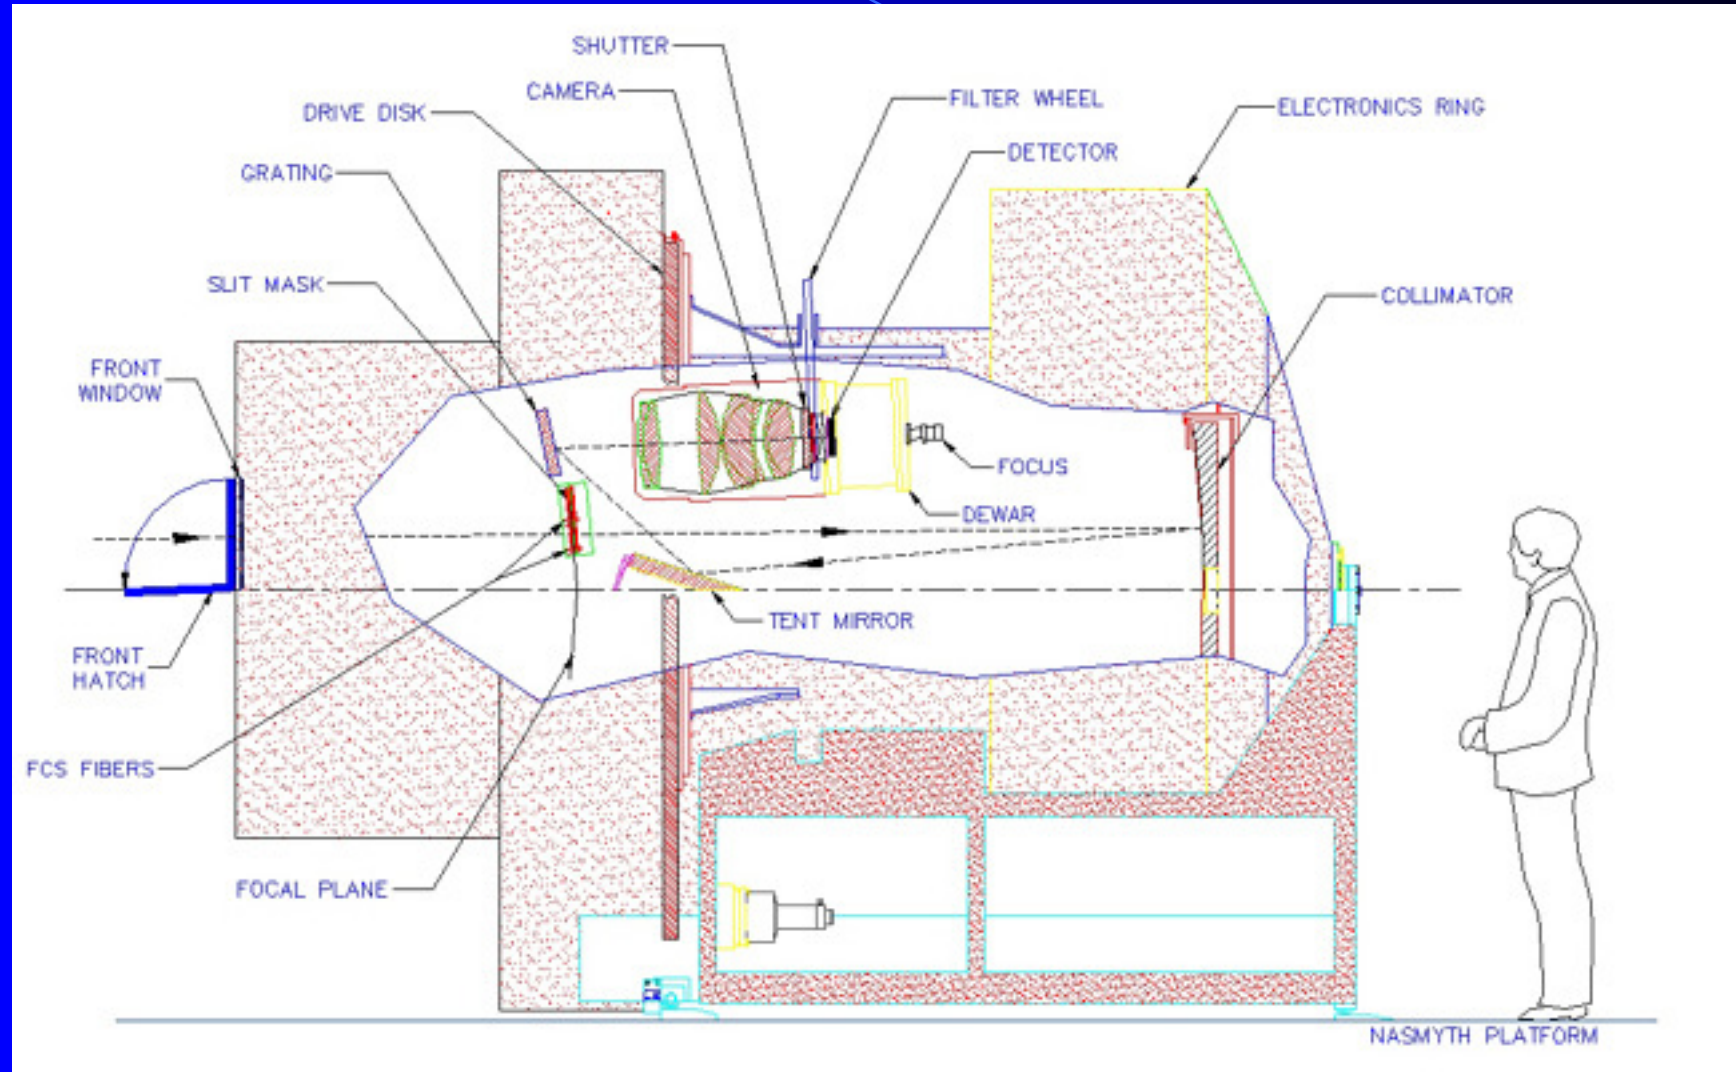 SHUTTER
CAMERA
FILTER WHEEL
DRIVE DISK
ELECTRONICS RING
DETECTOR
GRATING
SLIT MASK
COLLIMATOR
FRONT
WINDOW
FOCUS
DEWAR
TENT MIRROR
FRONT
HATCH
FCS FIBERS
FOCAL PLANE
NASMYTH PLATFORM